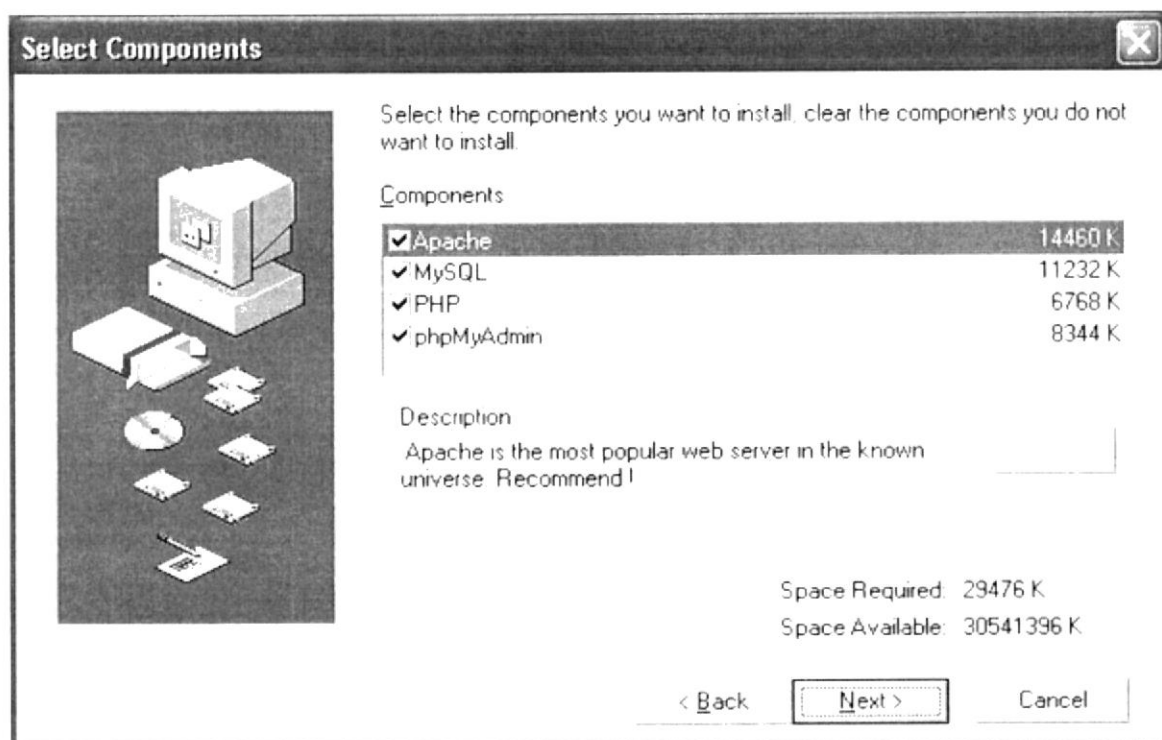 Select Components
Select the components you want to install, clear the components you do not
want to install.
Components
Apache 14460 K
MySQL 11232 K
PHP 6768 K
phpMyAdmin 8344 K
Description
Apache is the most popular web server in the known
universe Recommend !
Space Required: 29476 K
Space Available: 30541396 K
< Back Next > Cancel